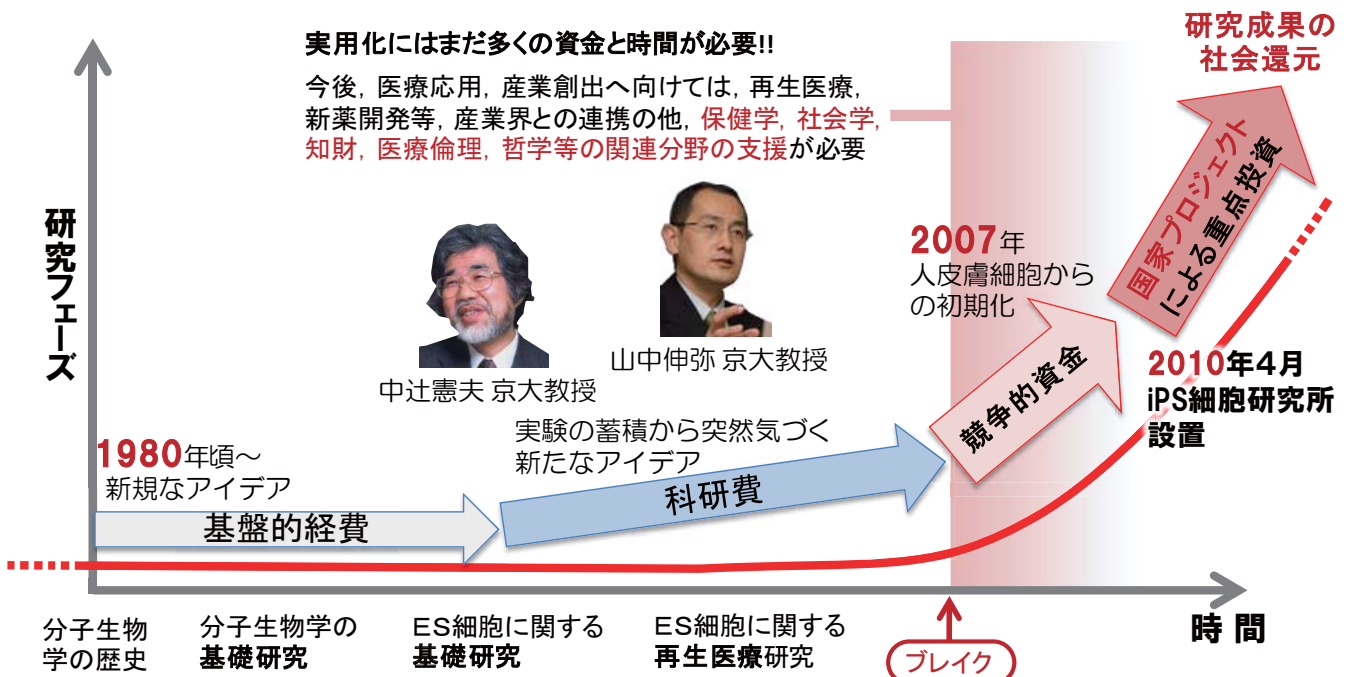 実用化にはまだ多くの資金と時間が必要!!
今後，医療応用，産業創出へ向けては，再生医療，
新薬開発等，産業界との連携の他，保健学，社会学，
知財，医療倫理，哲学等の関連分野の支援が必要
研究成果の
社会還元
国家プロジェクト
による重点投資
研究フェーズ
2007年
人皮膚細胞から
の初期化
中辻憲夫 京大教授
山中伸弥 京大教授
競争的資金
2010年4月
iPS細胞研究所
設置
1980年頃～
新規なアイデア
実験の蓄積から突然気づく
新たなアイデア
基盤的経費
科研費
時間
分子生物
学の歴史
分子生物学の
基礎研究
ES細胞に関する
基礎研究
ES細胞に関する
再生医療研究
ブレイク